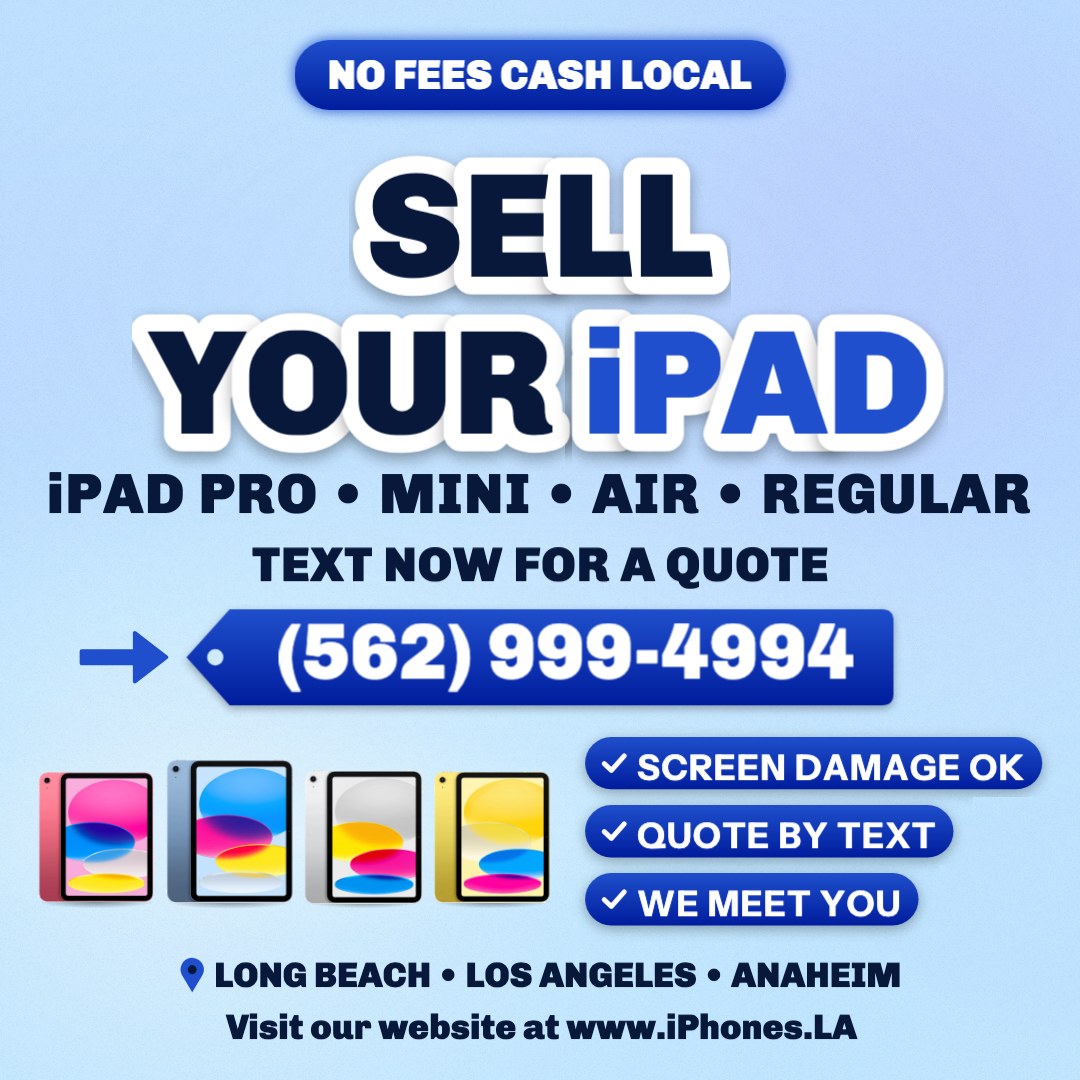 NO FEES CASH LOCAL
SELL
YOUR iPAD
iPAD PRO • MINI • AIR • REGULAR
TEXT NOW FOR A QUOTE
(562) 999-4994
✓ SCREEN DAMAGE OK
✓ QUOTE BY TEXT
✓ WE MEET YOU
LONG BEACH • LOS ANGELES • ANAHEIM
Visit our website at www.iPhones.LA